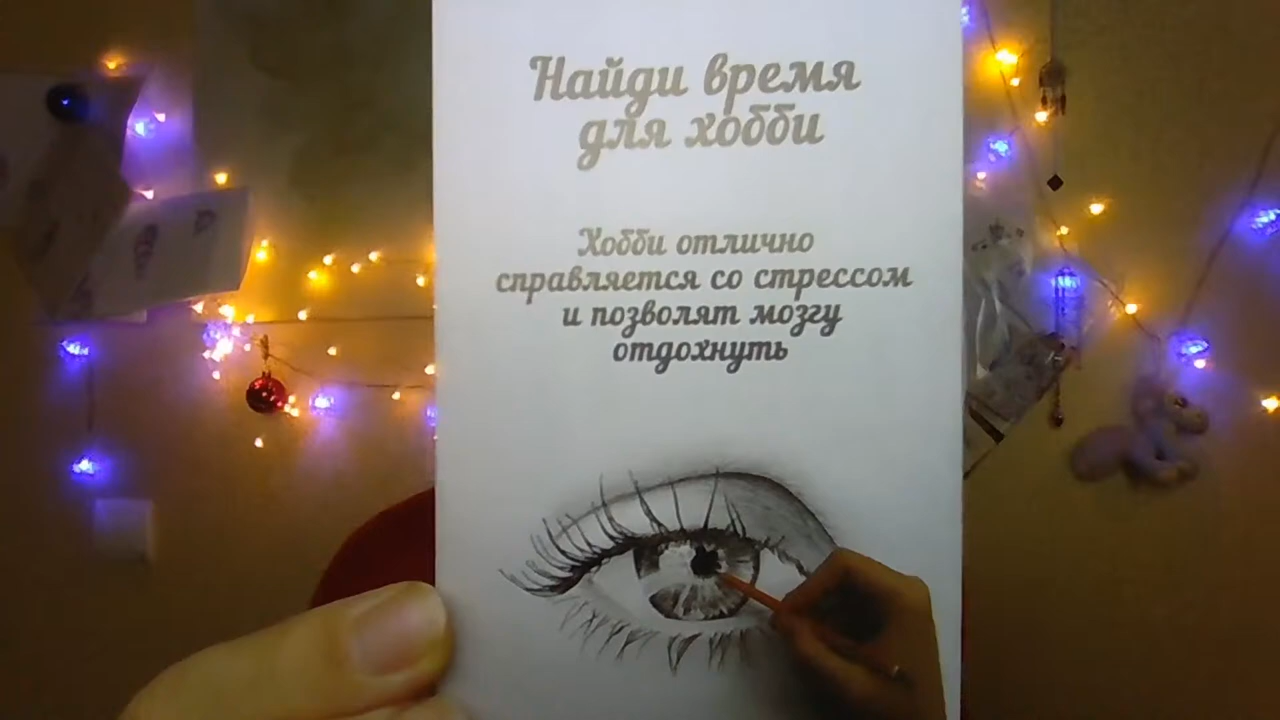 Найди время
для хобби
Хобби отлично
справляется со стрессом
и позволят мозгу
отдохнуть